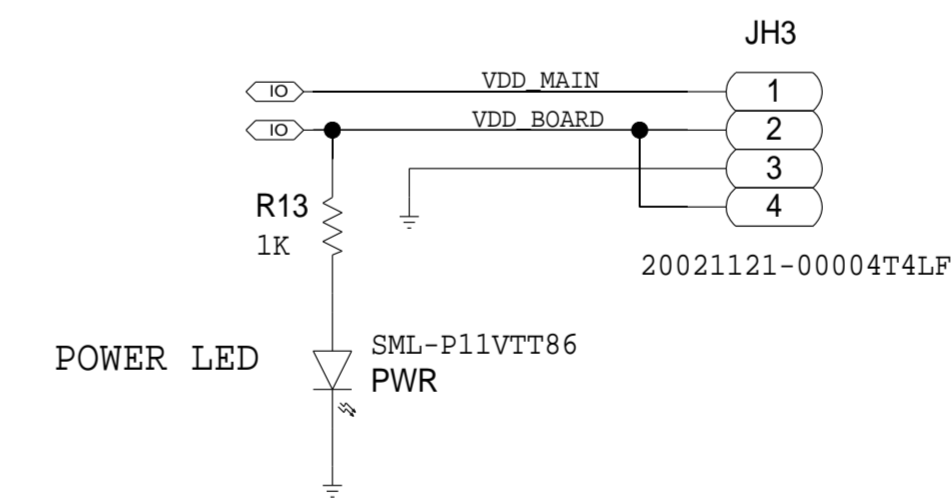 JH3
IO VDD_MAIN 1
IO VDD_BOARD 2
3
R13 4
1K
20021121-00004T4LF
POWER LED SML-P11VTT86
PWR